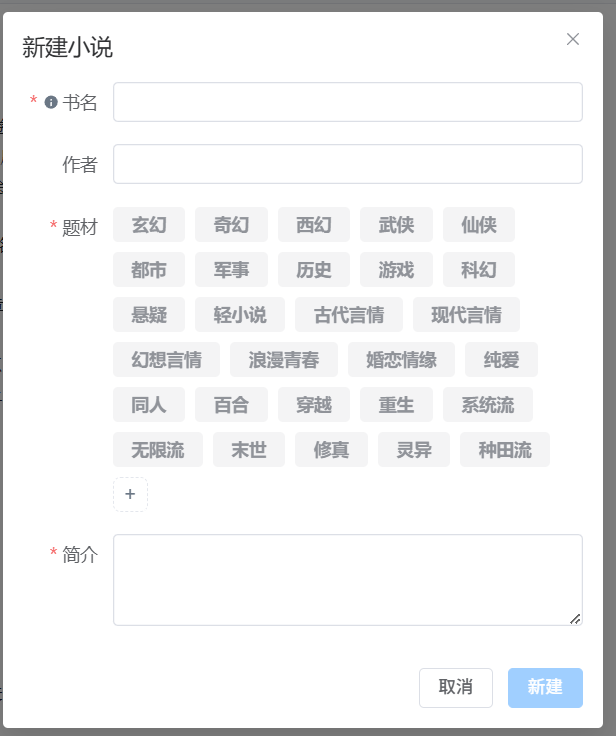 新建小说
* 书名
作者
* 题材
玄幻 奇幻 西幻 武侠 仙侠
都市 军事 历史 游戏 科幻
悬疑 轻小说 古代言情 现代言情
幻想言情 浪漫青春 婚恋情缘 纯爱
同人 百合 穿越 重生 系统流
无限流 末世 修真 灵异 种田流
+
* 简介
取消 新建